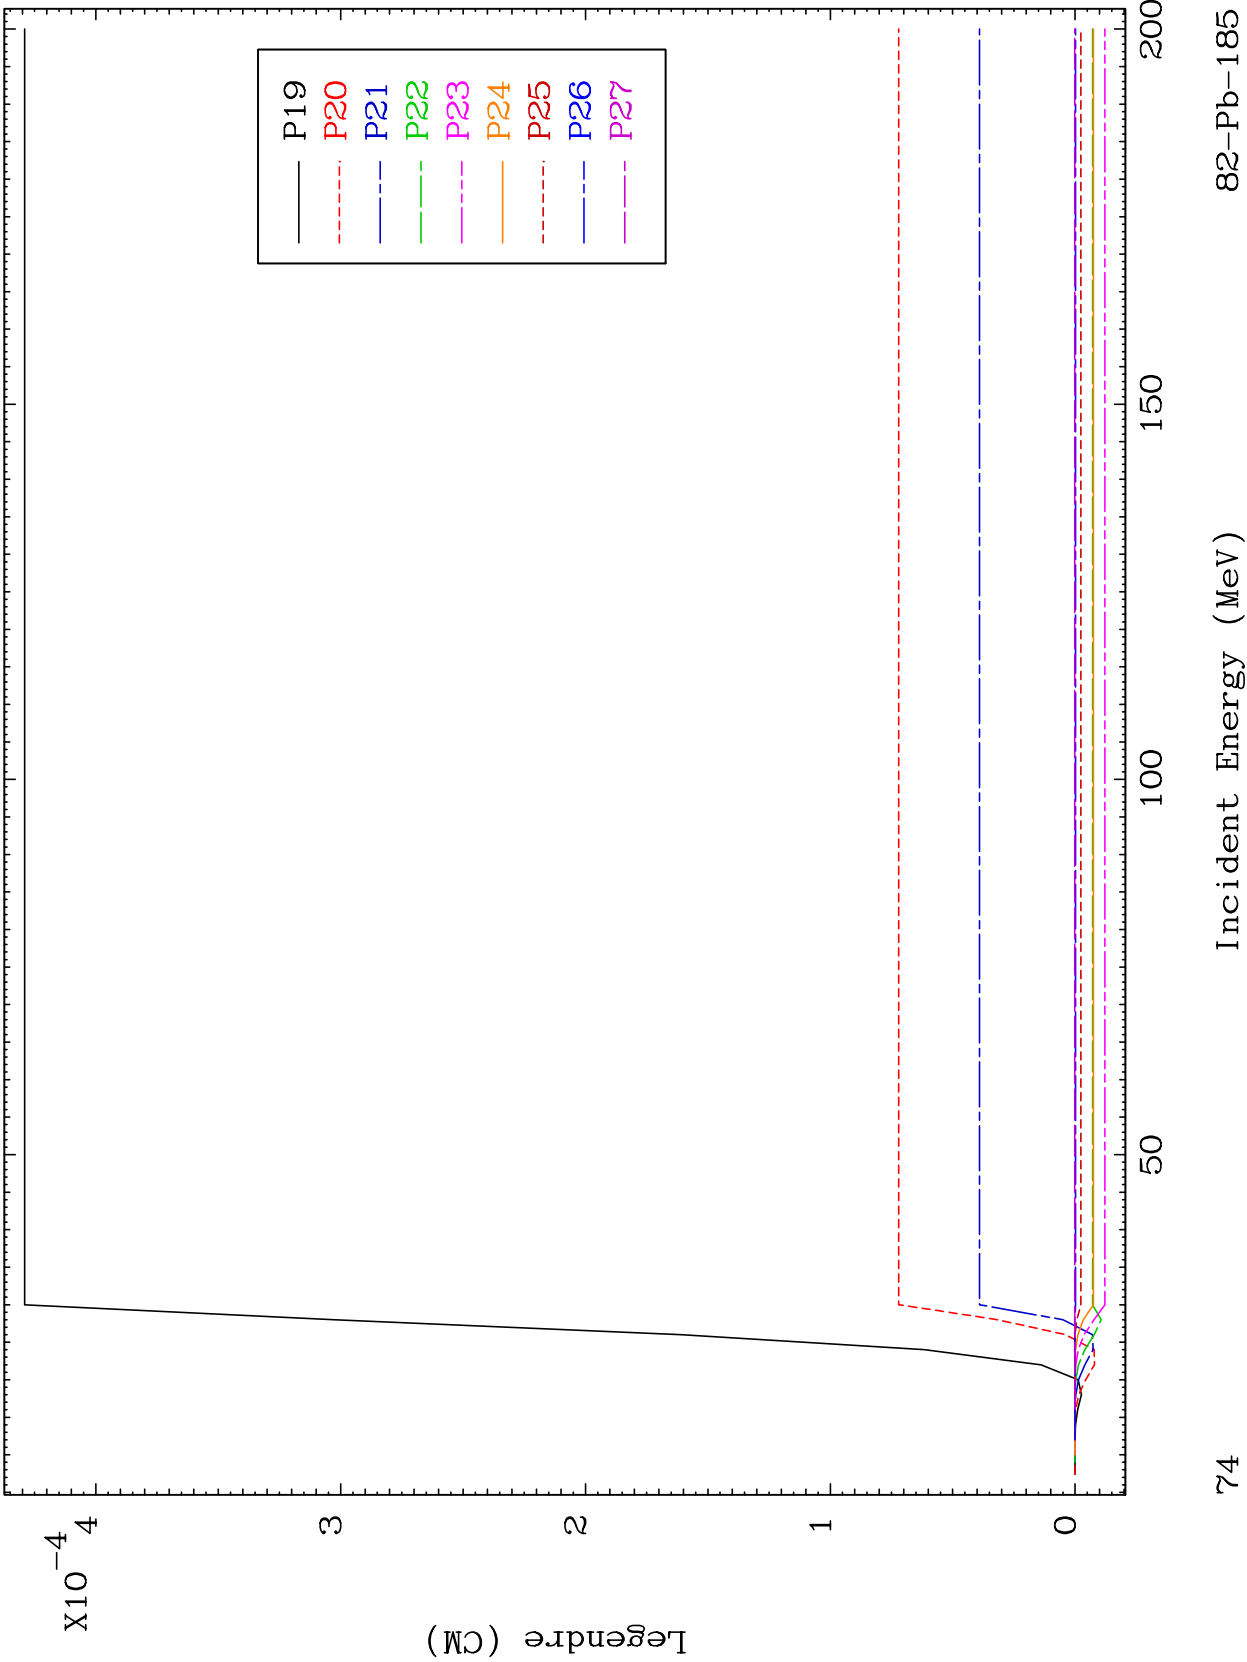 X10-4
4
3
2
1
0
Legendre (CM)
P19
P20
P21
P22
P23
P24
P25
P26
P27
50
100
150
200
Incident Energy (MeV)
74
82-Pb-185